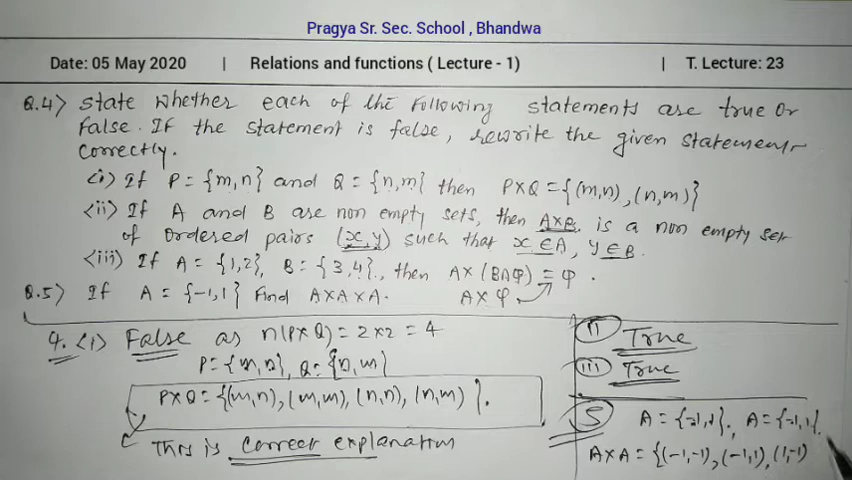 Pragya Sr. Sec. School , Bhandwa
Date: 05 May 2020 | Relations and functions ( Lecture - 1) | T. Lecture: 23
Q.4> State whether each of the following statements are true or
false. If the statement is false, rewrite the given statement
correctly.
<i> If P = {m,n} and Q = {n,m} then P×Q = {(m,n),(n,m)}
<ii> If A and B are non empty sets, then A×B is a non empty set
of ordered pairs (x,y) such that x∈A, y∈B.
<iii> If A = {1,2}, B = {3,4}, then A×(B∩φ) = φ.
Q.5> If A = {-1,1} Find A×A×A. A×φ
4. <i> False as n(P×Q) = 2×2 = 4
P = {m,n}, Q = {n,m}
P×Q = {(m,n),(m,m),(n,n),(n,m)}.
This is correct explanation
(ii) True
(iii) True
(5) A = {-1,1}., A = {-1,1}.
A×A = {(-1,-1),(-1,1),(1,-1)